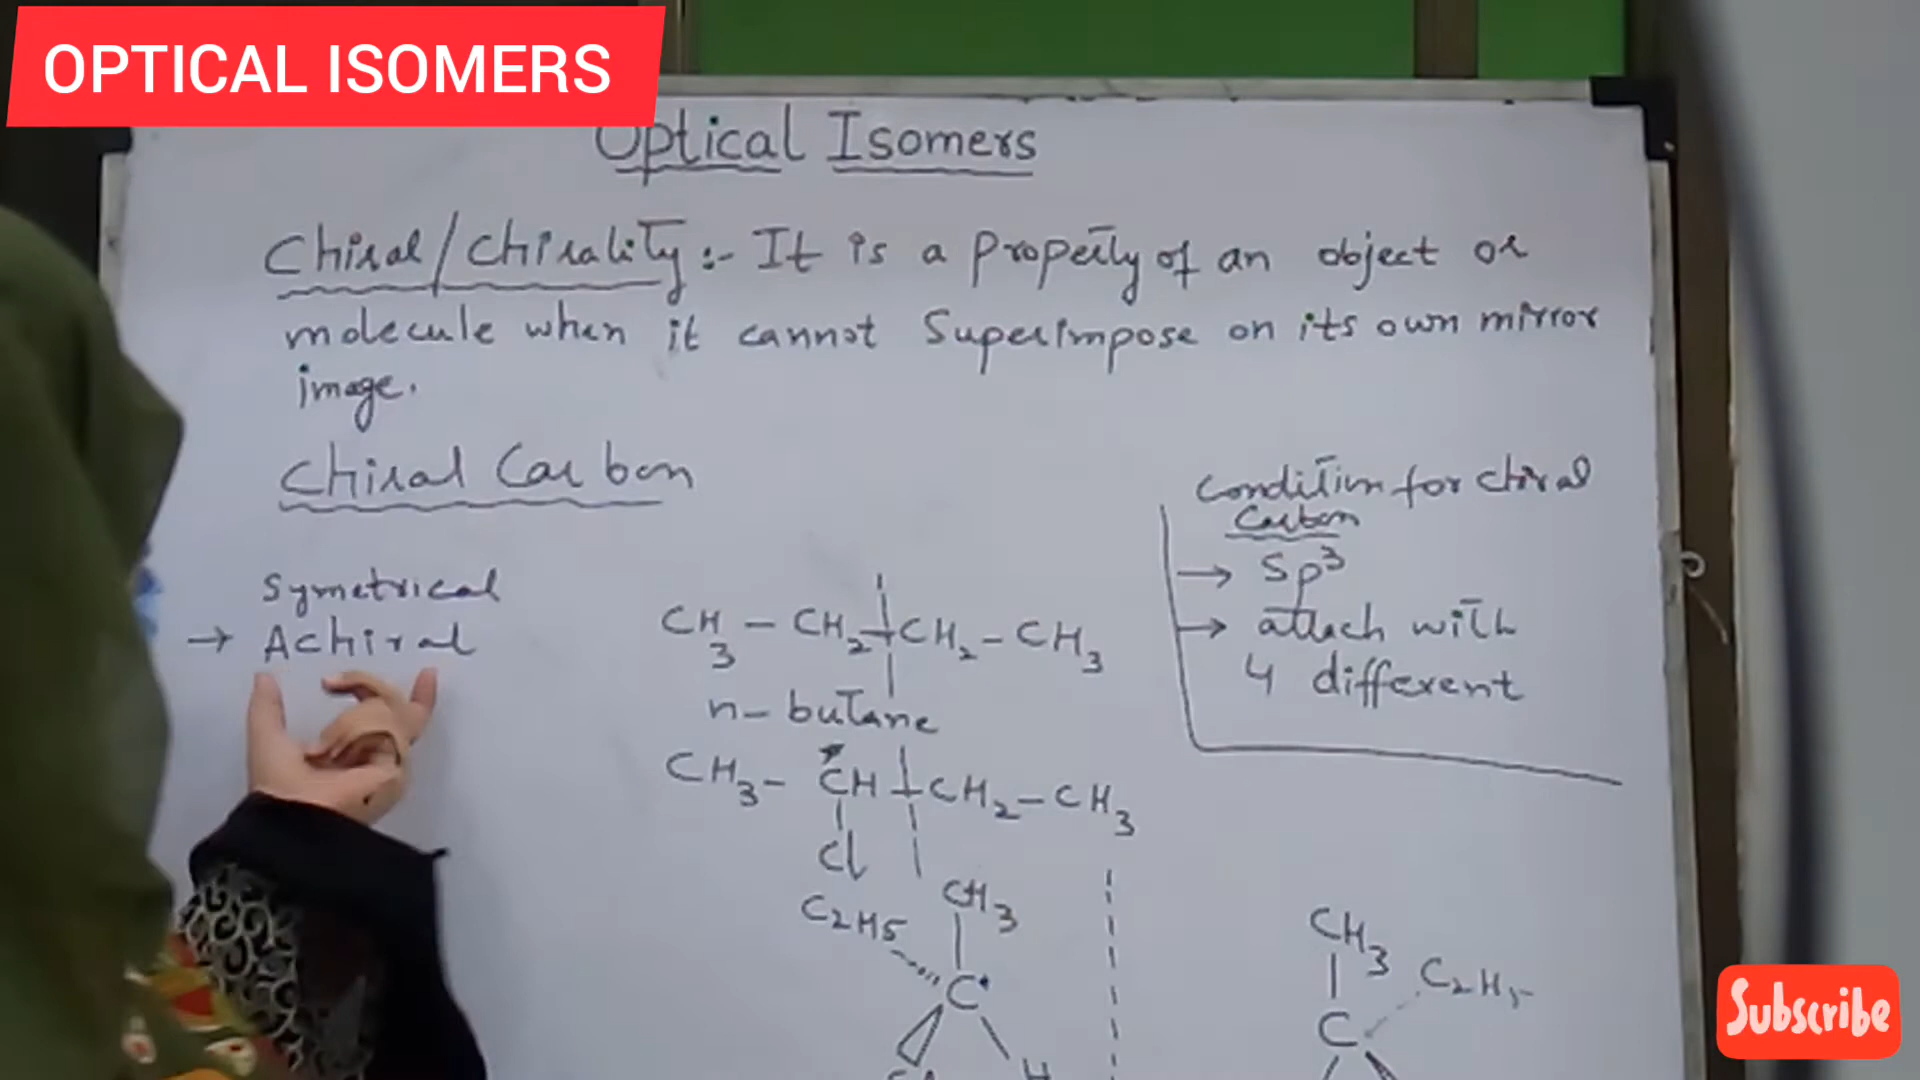 OPTICAL ISOMERS
Optical Isomers
Chiral/Chirality:- It is a Property of an object or
molecule when it cannot Superimpose on its own mirror
image.
Chiral Carbon
Condition for chiral
Carbon
→ Sp³
→ attach with
4 different
Symetrical
→ Achiral
CH₃ – CH₂ – CH₂ – CH₃
n – butane
CH₃ – CH – CH₂ – CH₃
Cl
CH₃
C₂H₅
C
H
CH₃
C₂H₅
C
Subscribe